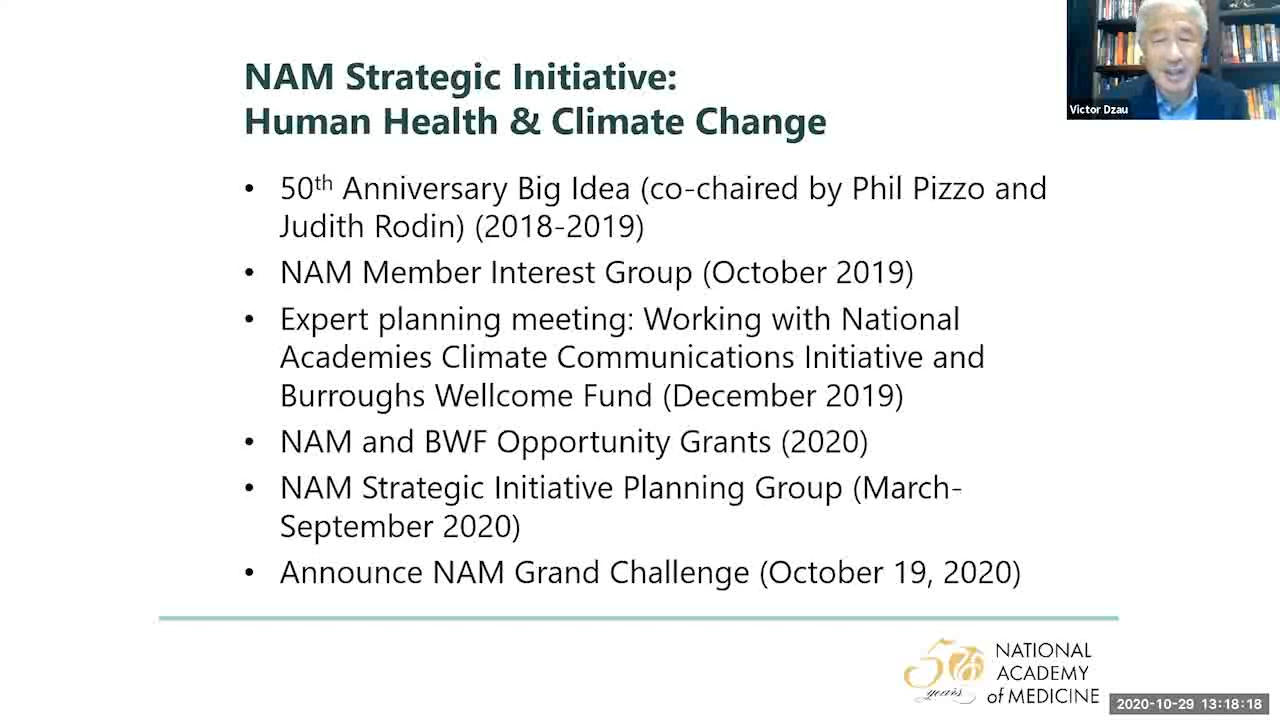 NAM Strategic Initiative:
Human Health & Climate Change
• 50th Anniversary Big Idea (co-chaired by Phil Pizzo and
Judith Rodin) (2018-2019)
• NAM Member Interest Group (October 2019)
• Expert planning meeting: Working with National
Academies Climate Communications Initiative and
Burroughs Wellcome Fund (December 2019)
• NAM and BWF Opportunity Grants (2020)
• NAM Strategic Initiative Planning Group (March-
September 2020)
• Announce NAM Grand Challenge (October 19, 2020)
Victor Dzau
50 years
NATIONAL
ACADEMY
of MEDICINE
2020-10-29 13:18:18